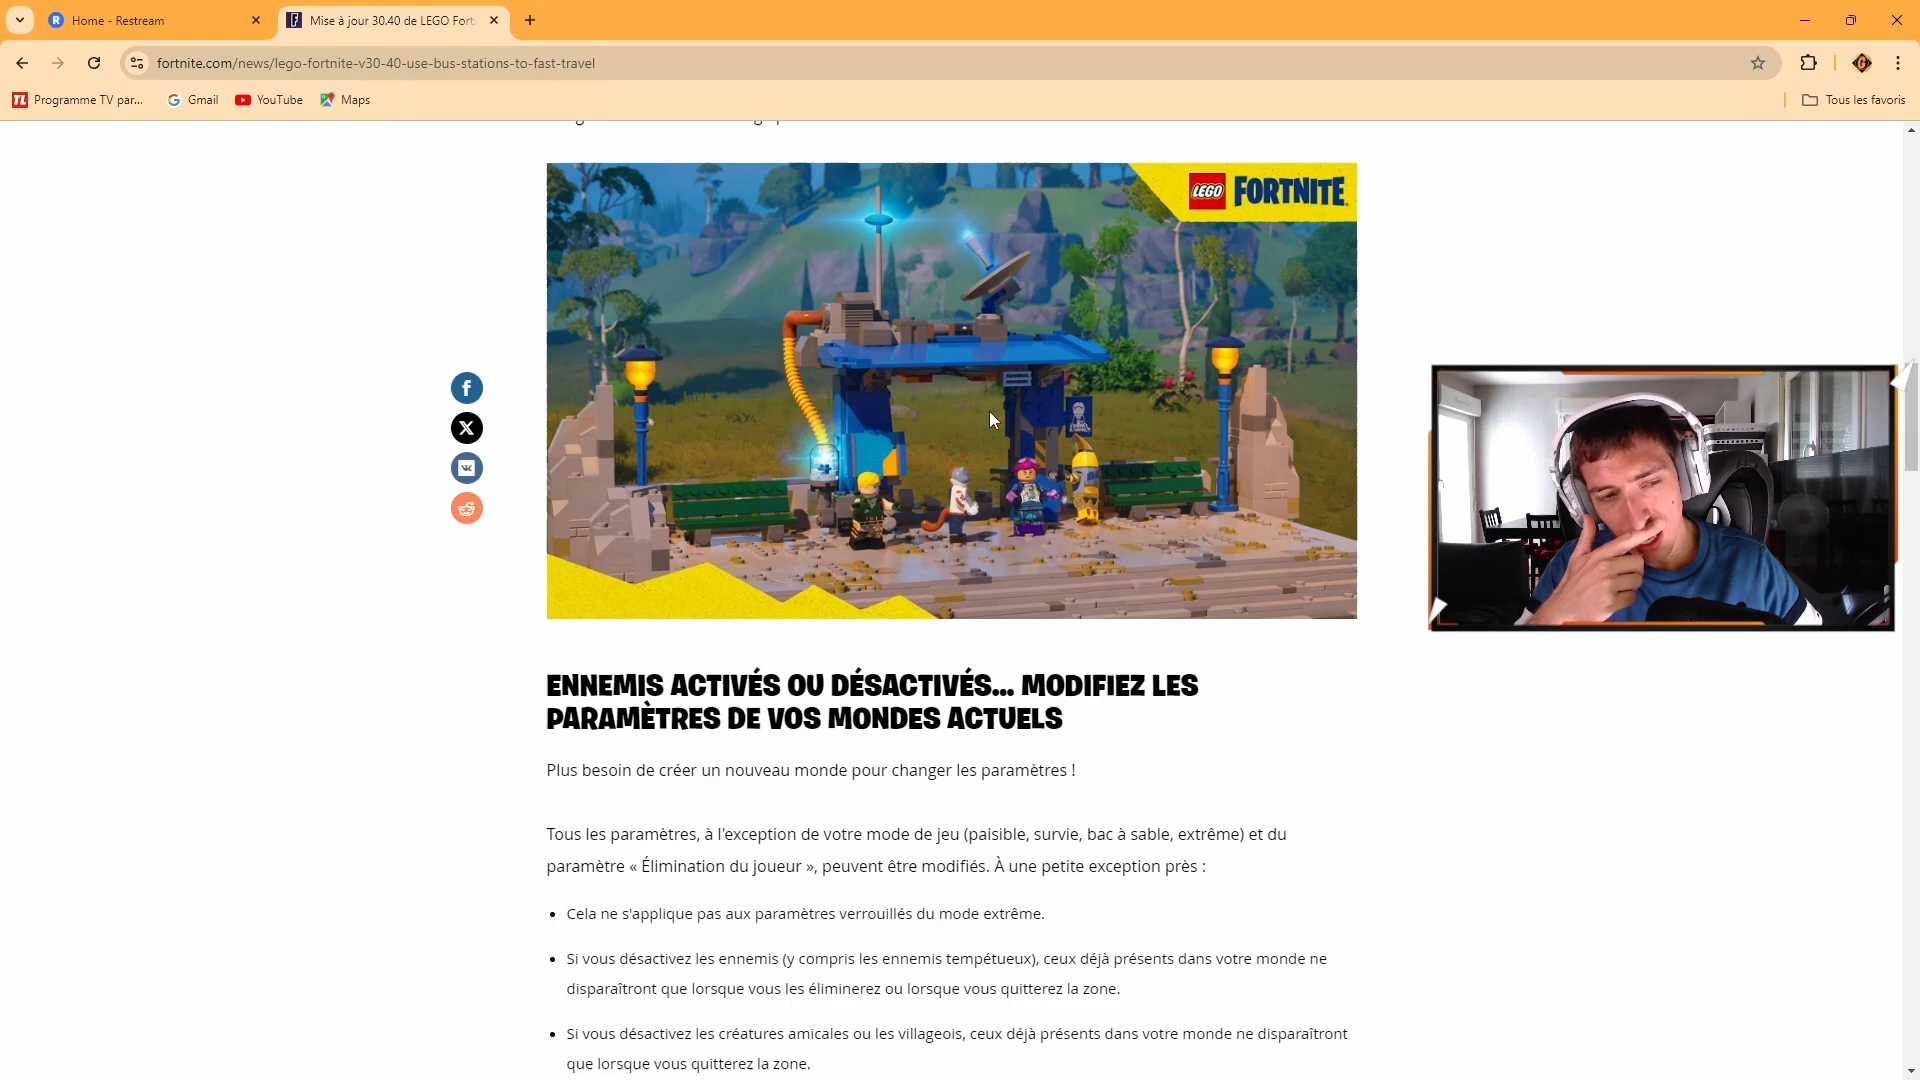 Home - Restream
Mise à jour 30.40 de LEGO Fort
fortnite.com/news/lego-fortnite-v30-40-use-bus-stations-to-fast-travel
Programme TV par...
Gmail
YouTube
Maps
Tous les favoris
LEGO FORTNITE
ENNEMIS ACTIVÉS OU DÉSACTIVÉS... MODIFIEZ LES
PARAMÈTRES DE VOS MONDES ACTUELS
Plus besoin de créer un nouveau monde pour changer les paramètres !
Tous les paramètres, à l'exception de votre mode de jeu (paisible, survie, bac à sable, extrême) et du
paramètre « Élimination du joueur », peuvent être modifiés. À une petite exception près :
• Cela ne s'applique pas aux paramètres verrouillés du mode extrême.
• Si vous désactivez les ennemis (y compris les ennemis tempétueux), ceux déjà présents dans votre monde ne
disparaîtront que lorsque vous les éliminerez ou lorsque vous quitterez la zone.
• Si vous désactivez les créatures amicales ou les villageois, ceux déjà présents dans votre monde ne disparaîtront
que lorsque vous quitterez la zone.